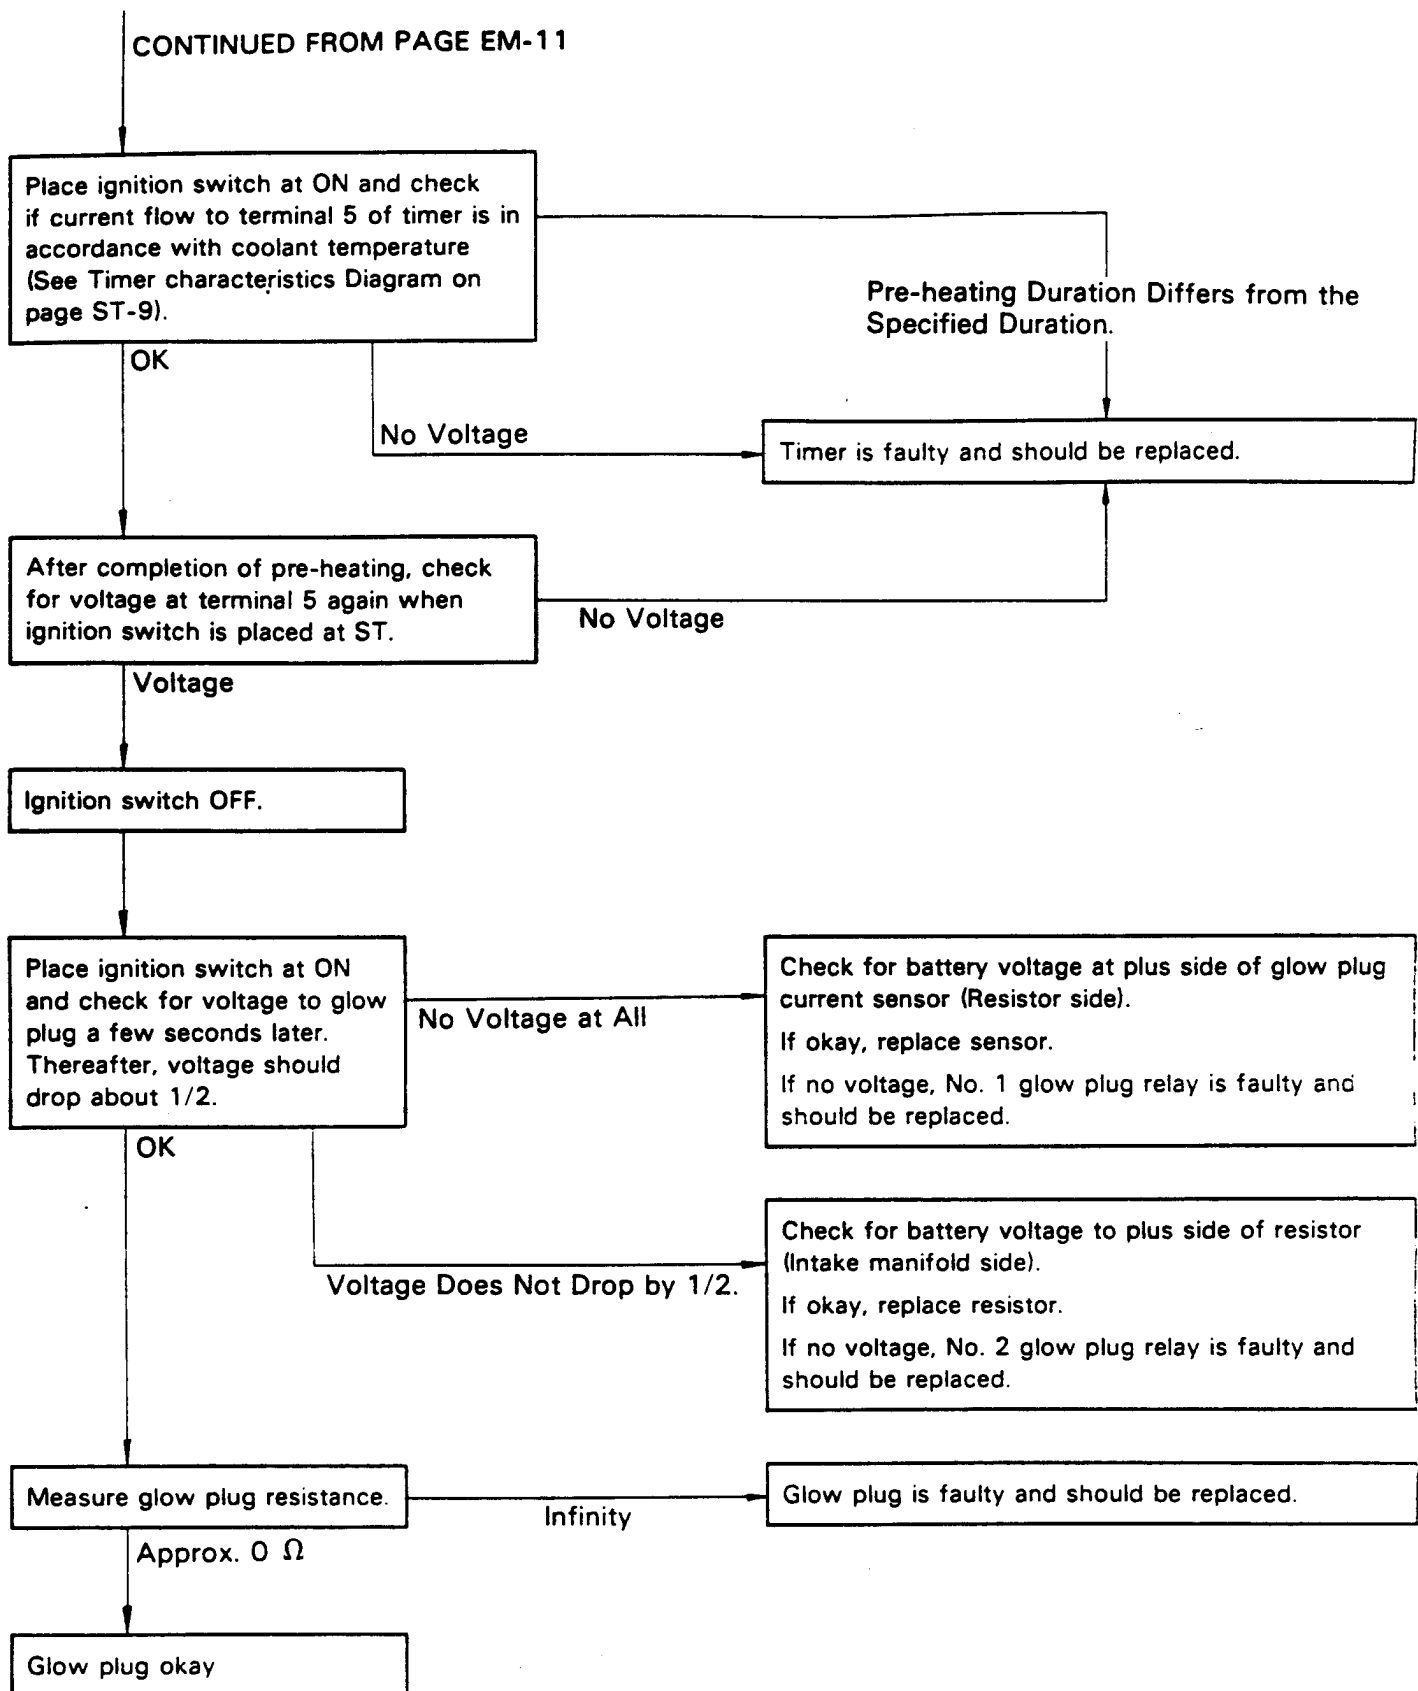 CONTINUED FROM PAGE EM-11
Place ignition switch at ON and check
if current flow to terminal 5 of timer is in
accordance with coolant temperature
(See Timer characteristics Diagram on
page ST-9).
Pre-heating Duration Differs from the
Specified Duration.
OK
No Voltage
Timer is faulty and should be replaced.
After completion of pre-heating, check
for voltage at terminal 5 again when
ignition switch is placed at ST.
No Voltage
Voltage
Ignition switch OFF.
Place ignition switch at ON
and check for voltage to glow
plug a few seconds later.
Thereafter, voltage should
drop about 1/2.
No Voltage at All
Check for battery voltage at plus side of glow plug
current sensor (Resistor side).
If okay, replace sensor.
If no voltage, No. 1 glow plug relay is faulty and
should be replaced.
OK
Voltage Does Not Drop by 1/2.
Check for battery voltage to plus side of resistor
(Intake manifold side).
If okay, replace resistor.
If no voltage, No. 2 glow plug relay is faulty and
should be replaced.
Measure glow plug resistance.
Infinity
Glow plug is faulty and should be replaced.
Approx. 0 Ω
Glow plug okay